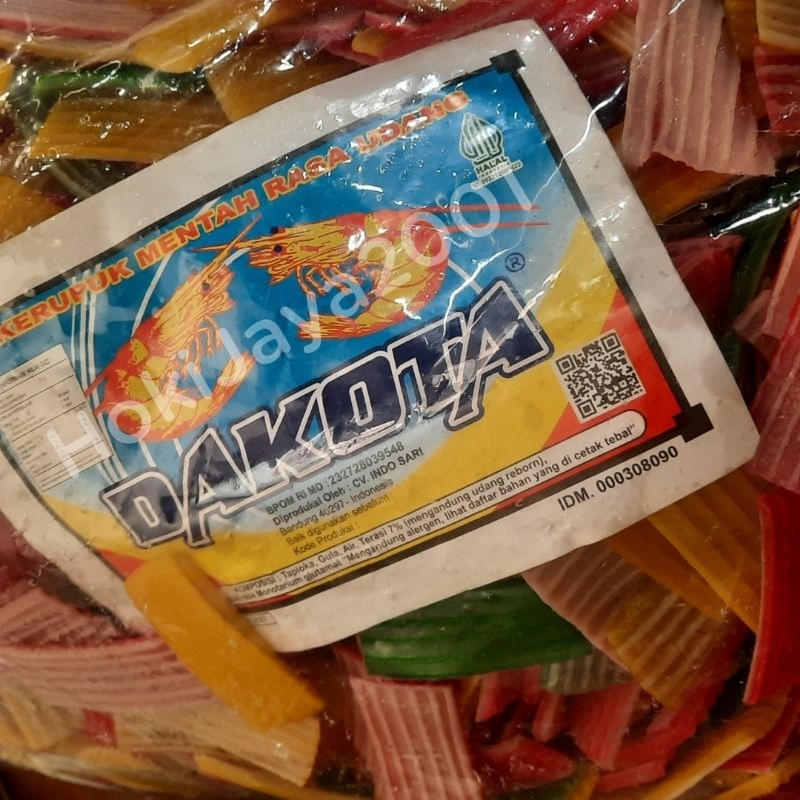 KERUPUK MENTAH RASA UDANG
HALAL
HokiJaya2001
®
DAKOTA
BPOM RI MD : 232728039548
Diproduksi Oleh : CV. INDO SARI
Bandung 40297 - Indonesia
Baik digunakan sebelum :
Kode Produksi :
KOMPOSISI : Tapioka, Gula, Air, Terasi 7% (mengandung udang reborn),
Monotarium glutamat "Mengandung alergen, lihat daftar bahan yang di cetak tebal"
IDM. 000308090